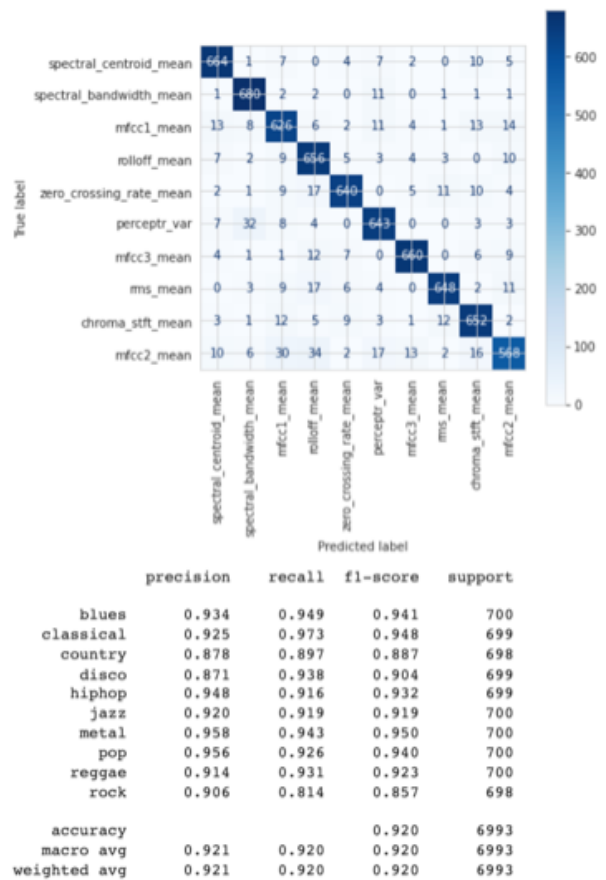 600
spectral_centroid_mean 664 1 7 0 4 7 2 0 10 5
spectral_bandwidth_mean 1 680 2 2 0 11 0 1 1 1
500
mfcc1_mean 13 8 626 6 2 11 4 1 13 14
rolloff_mean 7 2 9 656 5 3 4 3 0 10
400
zero_crossing_rate_mean 2 1 9 17 640 0 5 11 10 4
True label
300
perceptr_var 7 32 8 4 0 643 0 0 3 3
mfcc3_mean 4 1 1 12 7 0 660 0 6 9
200
rms_mean 0 3 9 17 6 4 0 648 2 11
chroma_stft_mean 3 1 12 5 9 3 1 12 652 2
100
mfcc2_mean 10 6 30 34 2 17 13 2 16 568
0
spectral_centroid_mean
spectral_bandwidth_mean
mfcc1_mean
rolloff_mean
zero_crossing_rate_mean
perceptr_var
mfcc3_mean
rms_mean
chroma_stft_mean
mfcc2_mean
Predicted label
precision recall f1-score support
blues 0.934 0.949 0.941 700
classical 0.925 0.973 0.948 699
country 0.878 0.897 0.887 698
disco 0.871 0.938 0.904 699
hiphop 0.948 0.916 0.932 699
jazz 0.920 0.919 0.919 700
metal 0.958 0.943 0.950 700
pop 0.956 0.926 0.940 700
reggae 0.914 0.931 0.923 700
rock 0.906 0.814 0.857 698
accuracy 0.920 6993
macro avg 0.921 0.920 0.920 6993
weighted avg 0.921 0.920 0.920 6993